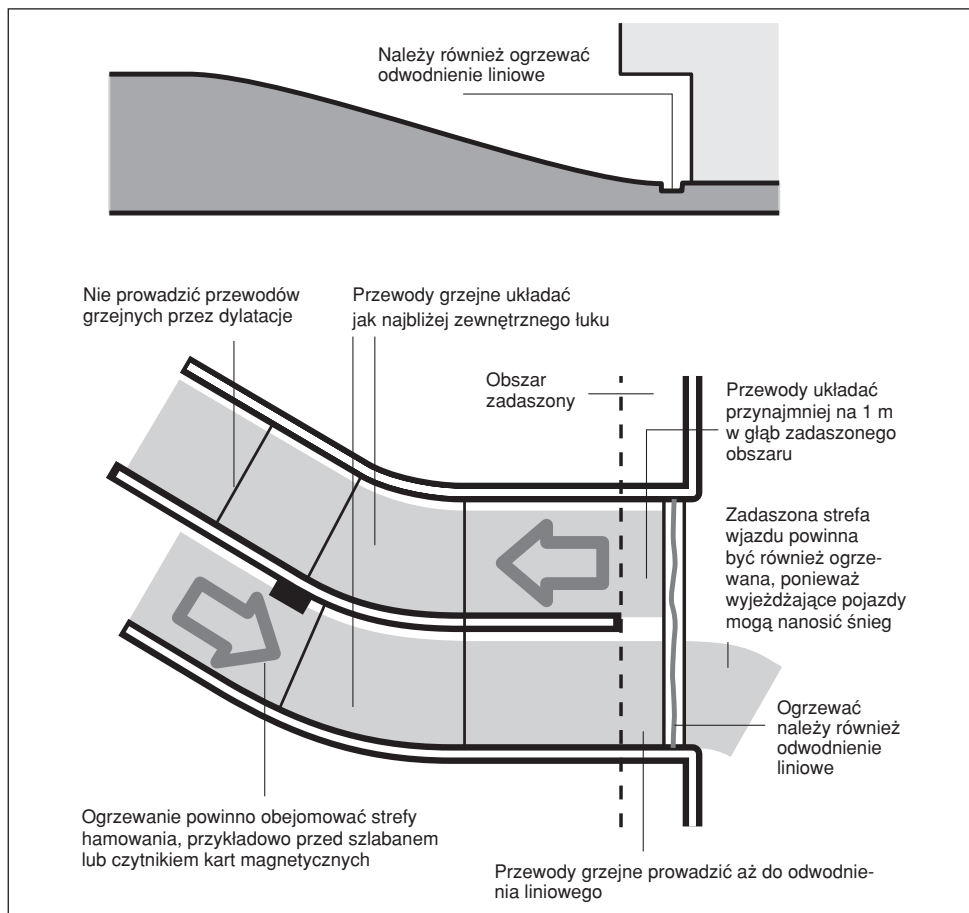 Należy również ogrzewać
odwodnienie liniowe
Nie prowadzić przewodów
grzejnych przez dylatacje
Przewody grzejne układać
jak najbliżej zewnętrznego łuku
Obszar
zadaszony
Przewody układać
przynajmniej na 1 m
w głąb zadaszonego
obszaru
Zadaszona strefa
wjazdu powinna
być również ogrze-
wana, ponieważ
wyjeżdżające pojazdy
mogą nanosić śnieg
Ogrzewać
należy również
odwodnienie
liniowe
Ogrzewanie powinno obejomować strefy
hamowania, przykładowo przed szlabanem
lub czytnikiem kart magnetycznych
Przewody grzejne prowadzić aż do odwodnie-
nia liniowego